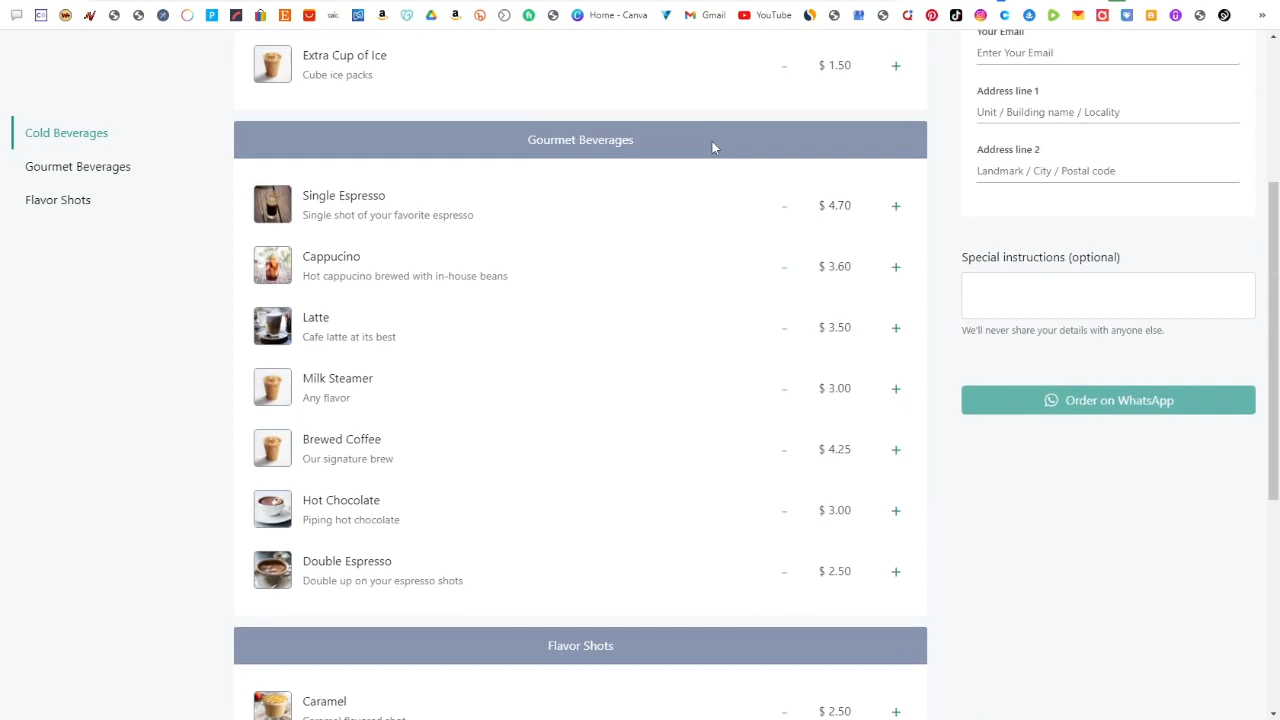 Home - Canva
Gmail
YouTube
»
Extra Cup of Ice
Cube ice packs
- $ 1.50 +
Cold Beverages
Gourmet Beverages
Flavor Shots
Gourmet Beverages
Single Espresso
Single shot of your favorite espresso
- $ 4.70 +
Cappucino
Hot cappucino brewed with in-house beans
- $ 3.60 +
Latte
Cafe latte at its best
- $ 3.50 +
Milk Steamer
Any flavor
- $ 3.00 +
Brewed Coffee
Our signature brew
- $ 4.25 +
Hot Chocolate
Piping hot chocolate
- $ 3.00 +
Double Espresso
Double up on your espresso shots
- $ 2.50 +
Flavor Shots
Caramel
Caramel flavored shot
- $ 2.50 +
Your Email
Enter Your Email
Address line 1
Unit / Building name / Locality
Address line 2
Landmark / City / Postal code
Special instructions (optional)
We'll never share your details with anyone else.
Order on WhatsApp